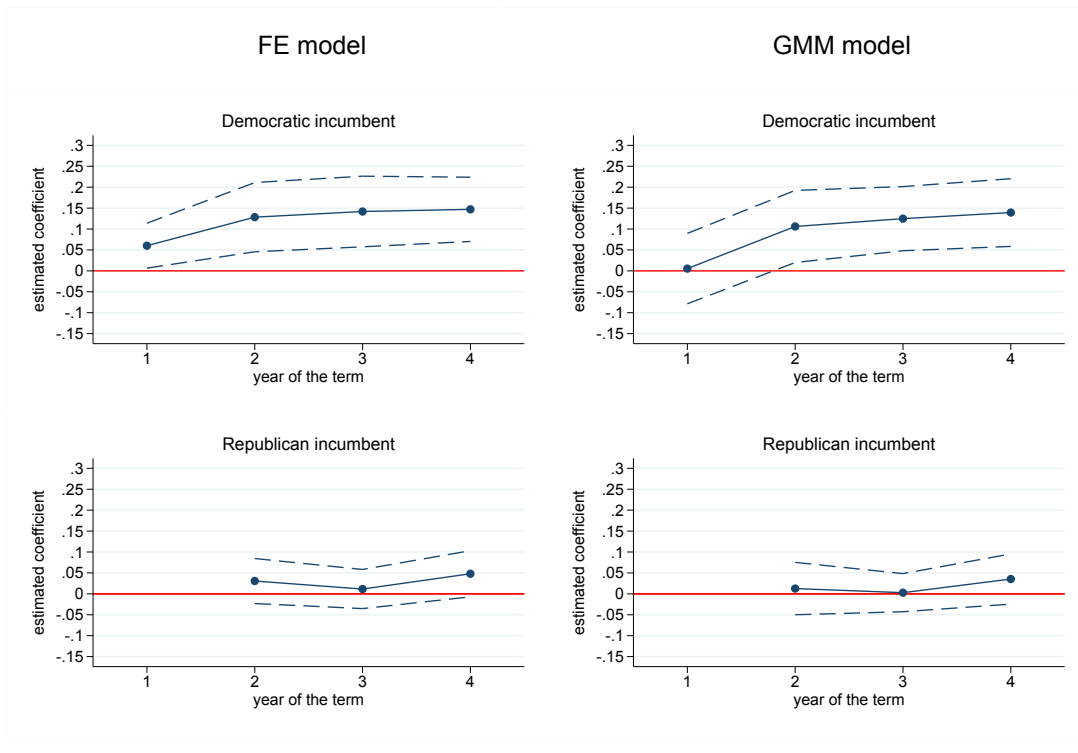 FE model
GMM model
Democratic incumbent
.3
.25
.2
.15
.1
.05
0
-.05
-.1
-.15
estimated coefficient
1 2 3 4
year of the term
Democratic incumbent
.3
.25
.2
.15
.1
.05
0
-.05
-.1
-.15
estimated coefficient
1 2 3 4
year of the term
Republican incumbent
.3
.25
.2
.15
.1
.05
0
-.05
-.1
-.15
estimated coefficient
1 2 3 4
year of the term
Republican incumbent
.3
.25
.2
.15
.1
.05
0
-.05
-.1
-.15
estimated coefficient
1 2 3 4
year of the term